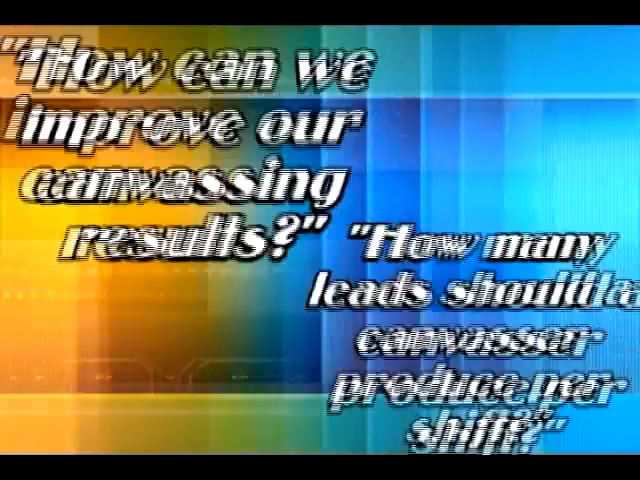 "How can we
improve our
canvassing
results?"
"How many
leads should a
canvasser
produce per
shift?"